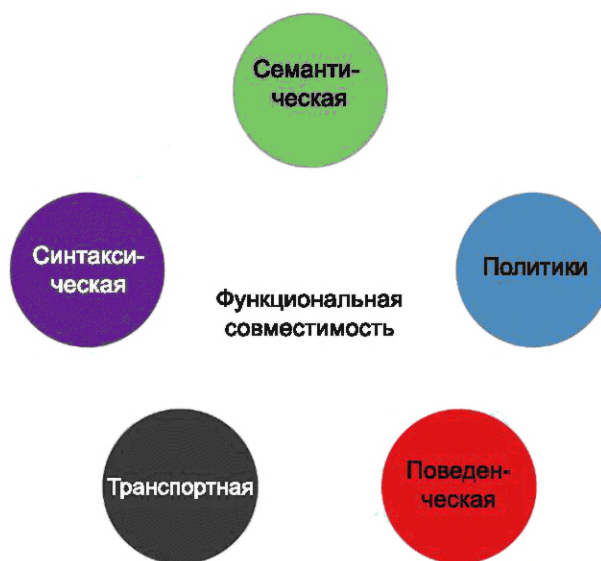 Семанти-
ческая
Синтакси-
ческая
Политики
Функциональная
совместимость
Транспортная
Поведен-
ческая